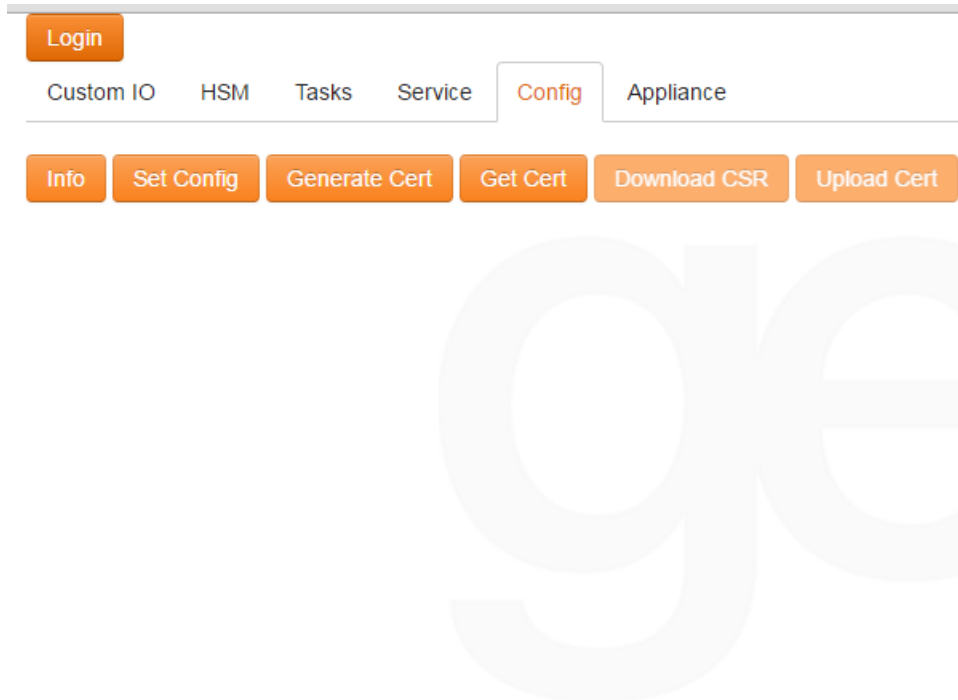 Login
Custom IO HSM Tasks Service Config Appliance
Info Set Config Generate Cert Get Cert Download CSR Upload Cert
ge